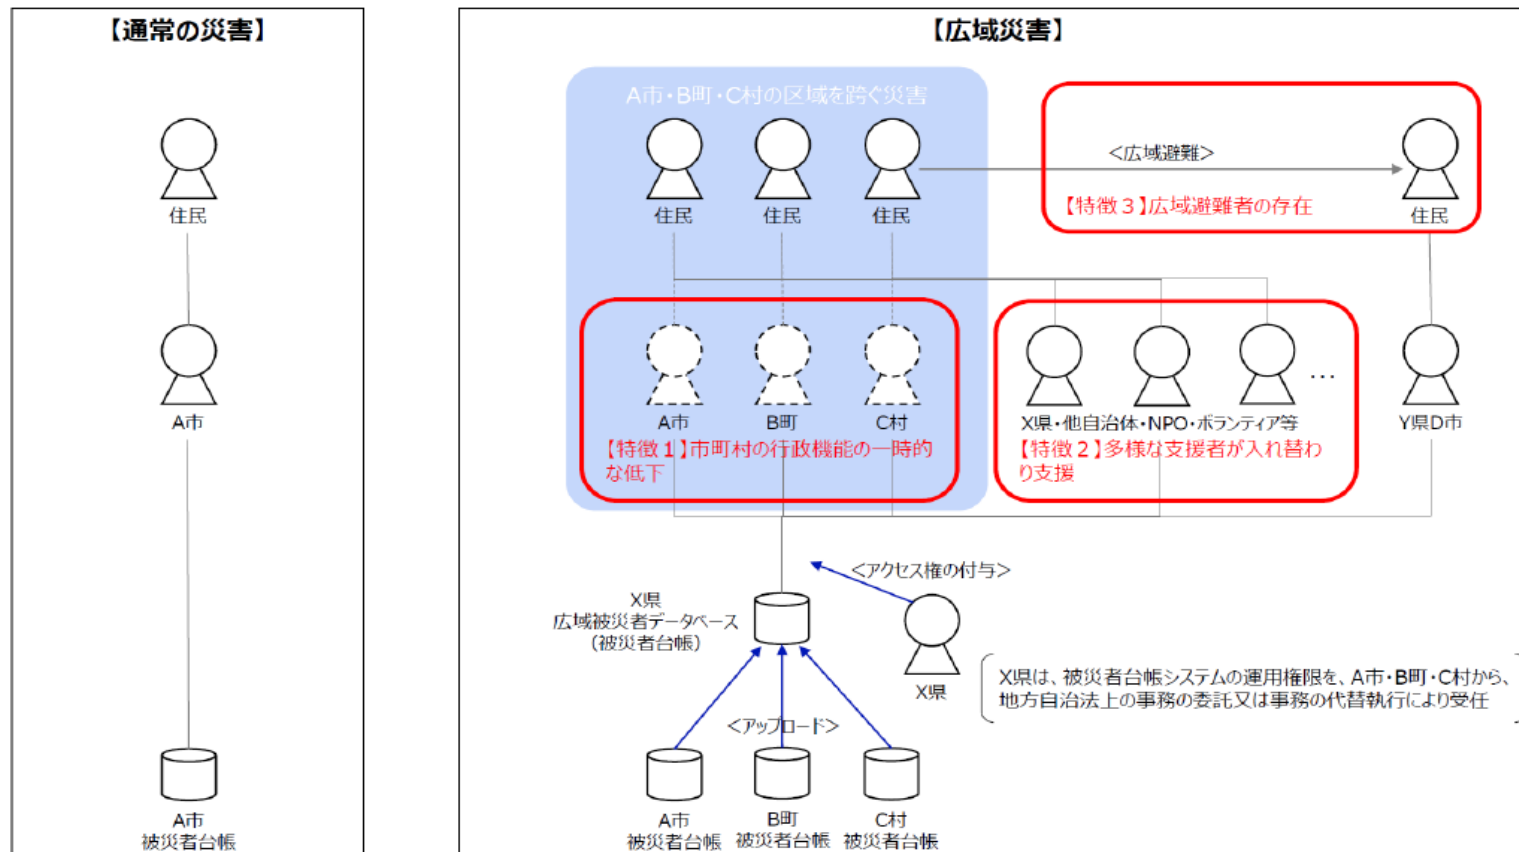 【通常の災害】
住民
A市
A市
被災者台帳
【広域災害】
A市・B町・C村の区域を跨ぐ災害
住民
住民
住民
＜広域避難＞
【特徴３】広域避難者の存在
住民
A市
B町
C村
【特徴１】市町村の行政機能の一時的
な低下
X県・他自治体・NPO・ボランティア等
…
【特徴２】多様な支援者が入れ替わ
り支援
Y県D市
＜アクセス権の付与＞
X県
広域被災者データベース
（被災者台帳）
X県
X県は、被災者台帳システムの運用権限を、A市・B町・C村から、
地方自治法上の事務の委託又は事務の代替執行により受任
＜アップロード＞
A市
被災者台帳
B町
被災者台帳
C村
被災者台帳